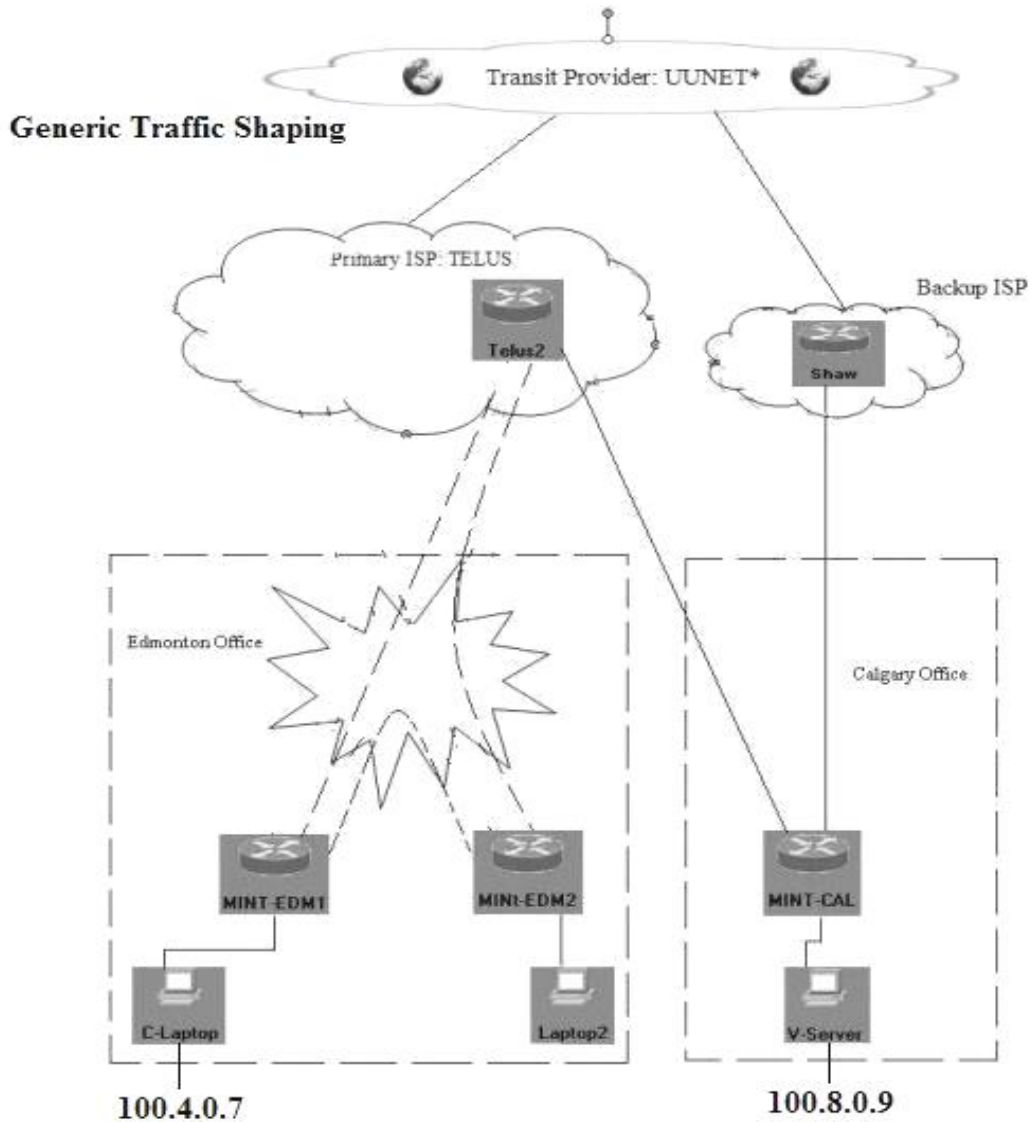 Transit Provider: UUNET*
Generic Traffic Shaping
Primary ISP: TELUS
Telus2
Backup ISP
Shaw
Edmonton Office
Calgary Office
MINT-EDM1
MINt-EDM2
MINT-CAL
C-Laptop
Laptop2
V-Server
100.4.0.7
100.8.0.9